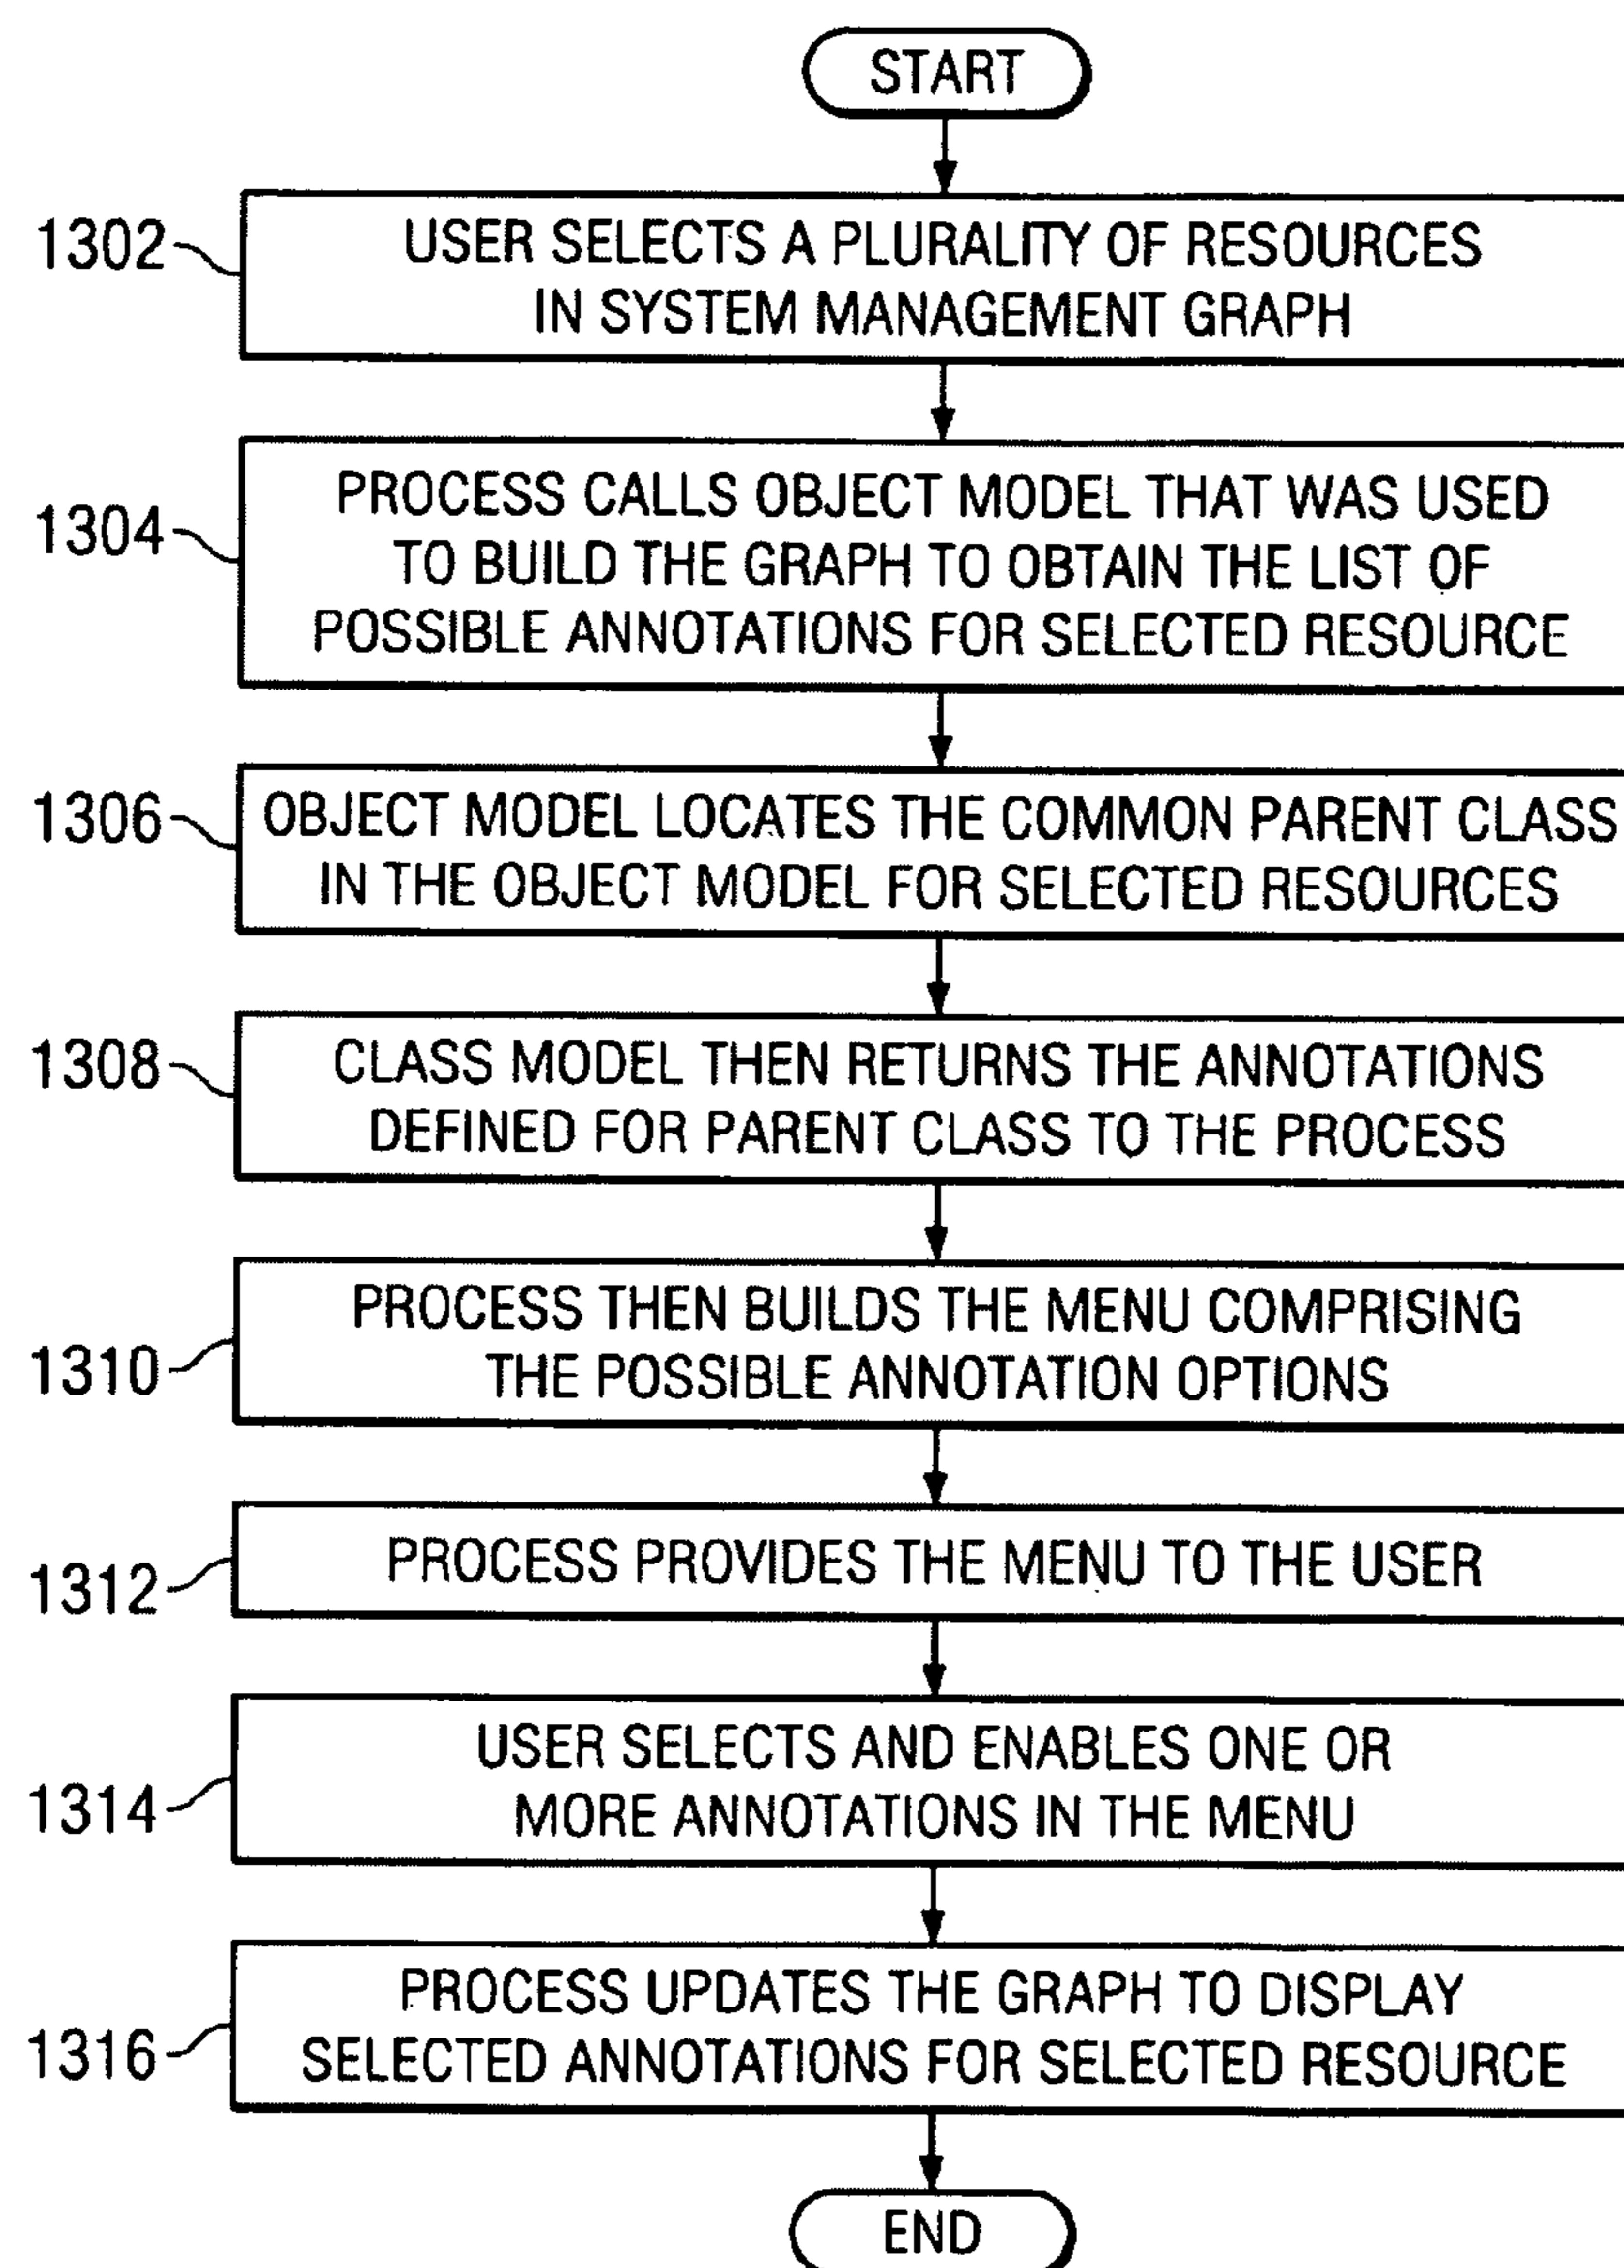 START
1302
USER SELECTS A PLURALITY OF RESOURCES
IN SYSTEM MANAGEMENT GRAPH
1304
PROCESS CALLS OBJECT MODEL THAT WAS USED
TO BUILD THE GRAPH TO OBTAIN THE LIST OF
POSSIBLE ANNOTATIONS FOR SELECTED RESOURCE
1306
OBJECT MODEL LOCATES THE COMMON PARENT CLASS
IN THE OBJECT MODEL FOR SELECTED RESOURCES
1308
CLASS MODEL THEN RETURNS THE ANNOTATIONS
DEFINED FOR PARENT CLASS TO THE PROCESS
1310
PROCESS THEN BUILDS THE MENU COMPRISING
THE POSSIBLE ANNOTATION OPTIONS
1312
PROCESS PROVIDES THE MENU TO THE USER
1314
USER SELECTS AND ENABLES ONE OR
MORE ANNOTATIONS IN THE MENU
1316
PROCESS UPDATES THE GRAPH TO DISPLAY
SELECTED ANNOTATIONS FOR SELECTED RESOURCE
END